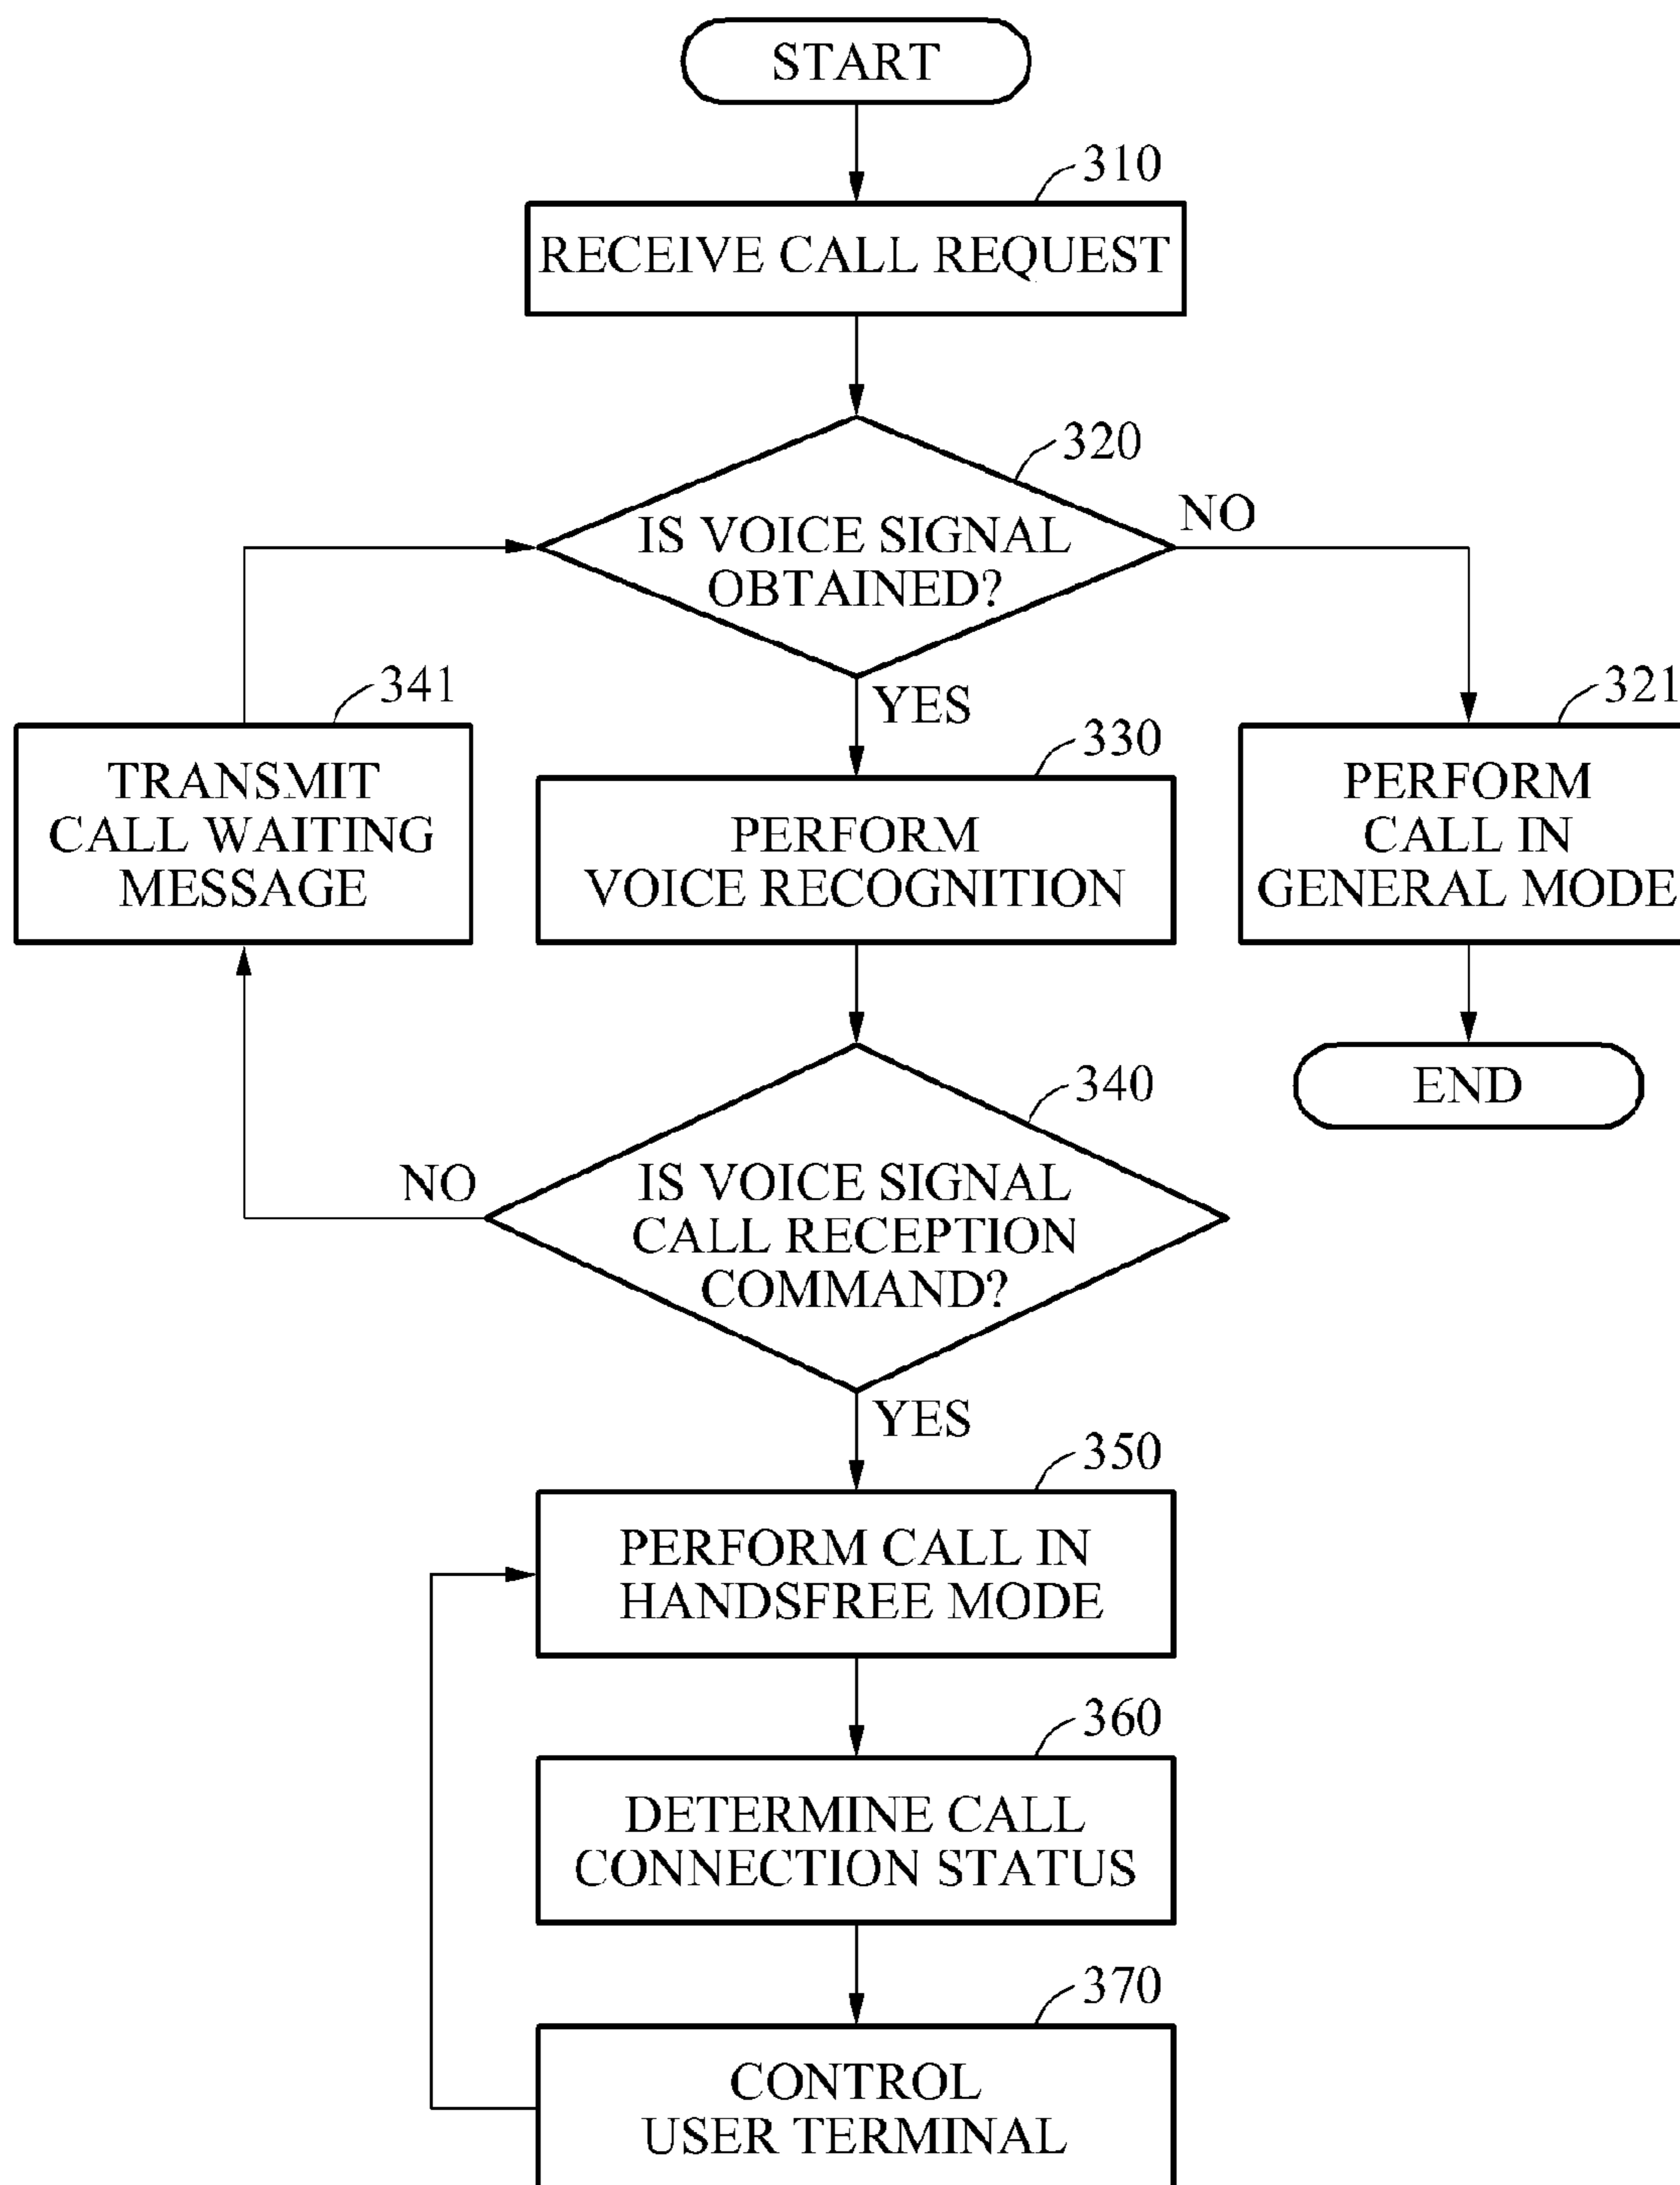 START
310
RECEIVE CALL REQUEST
320
IS VOICE SIGNAL
OBTAINED?
NO
YES
341
TRANSMIT
CALL WAITING
MESSAGE
330
PERFORM
VOICE RECOGNITION
321
PERFORM
CALL IN
GENERAL MODE
END
340
IS VOICE SIGNAL
CALL RECEPTION
COMMAND?
NO
YES
350
PERFORM CALL IN
HANDSFREE MODE
360
DETERMINE CALL
CONNECTION STATUS
370
CONTROL
USER TERMINAL